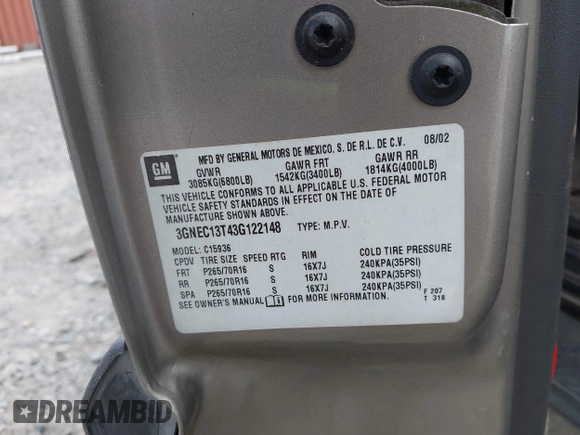 GM
MFD BY GENERAL MOTORS DE MEXICO. S. DE R.L. DE C.V. 08/02
GVWR GAWR FRT GAWR RR
3085KG(6800LB) 1542KG(3400LB) 1814KG(4000LB)
THIS VEHICLE CONFORMS TO ALL APPLICABLE U.S. FEDERAL MOTOR
VEHICLE SAFETY STANDARDS IN EFFECT ON THE DATE OF
MANUFACTURE SHOWN ABOVE.
3GNEC13T43G122148 TYPE: M.P.V.
MODEL: C15936
CPDV TIRE SIZE SPEED RTG RIM COLD TIRE PRESSURE
FRT P265/70R16 S 16X7J 240KPA(35PSI)
RR P265/70R16 S 16X7J 240KPA(35PSI)
SPA P265/70R16 S 16X7J 240KPA(35PSI)
SEE OWNER'S MANUAL FOR MORE INFORMATION
F 207
T 318
DREAMBID